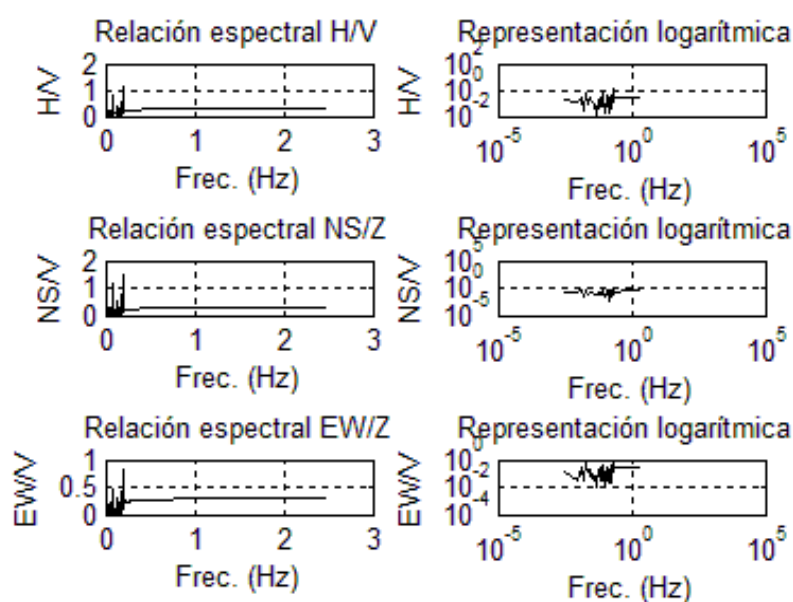 Relación espectral H/V
H/V
2
1
0
0
1
2
3
Frec. (Hz)
Representación logarítmica
H/V
10^2
10^0
10^-2
10
10^-5
10^0
10^5
Frec. (Hz)
Relación espectral NS/Z
NS/V
2
1
0
0
1
2
3
Frec. (Hz)
Representación logarítmica
NS/V
10^5
10^0
10^-5
10
10^-5
10^0
10^5
Frec. (Hz)
Relación espectral EW/Z
EW/V
1
0.5
0
0
1
2
3
Frec. (Hz)
Representación logarítmica
EW/V
10^0
10^-2
10^-4
10
10^-5
10^0
10^5
Frec. (Hz)